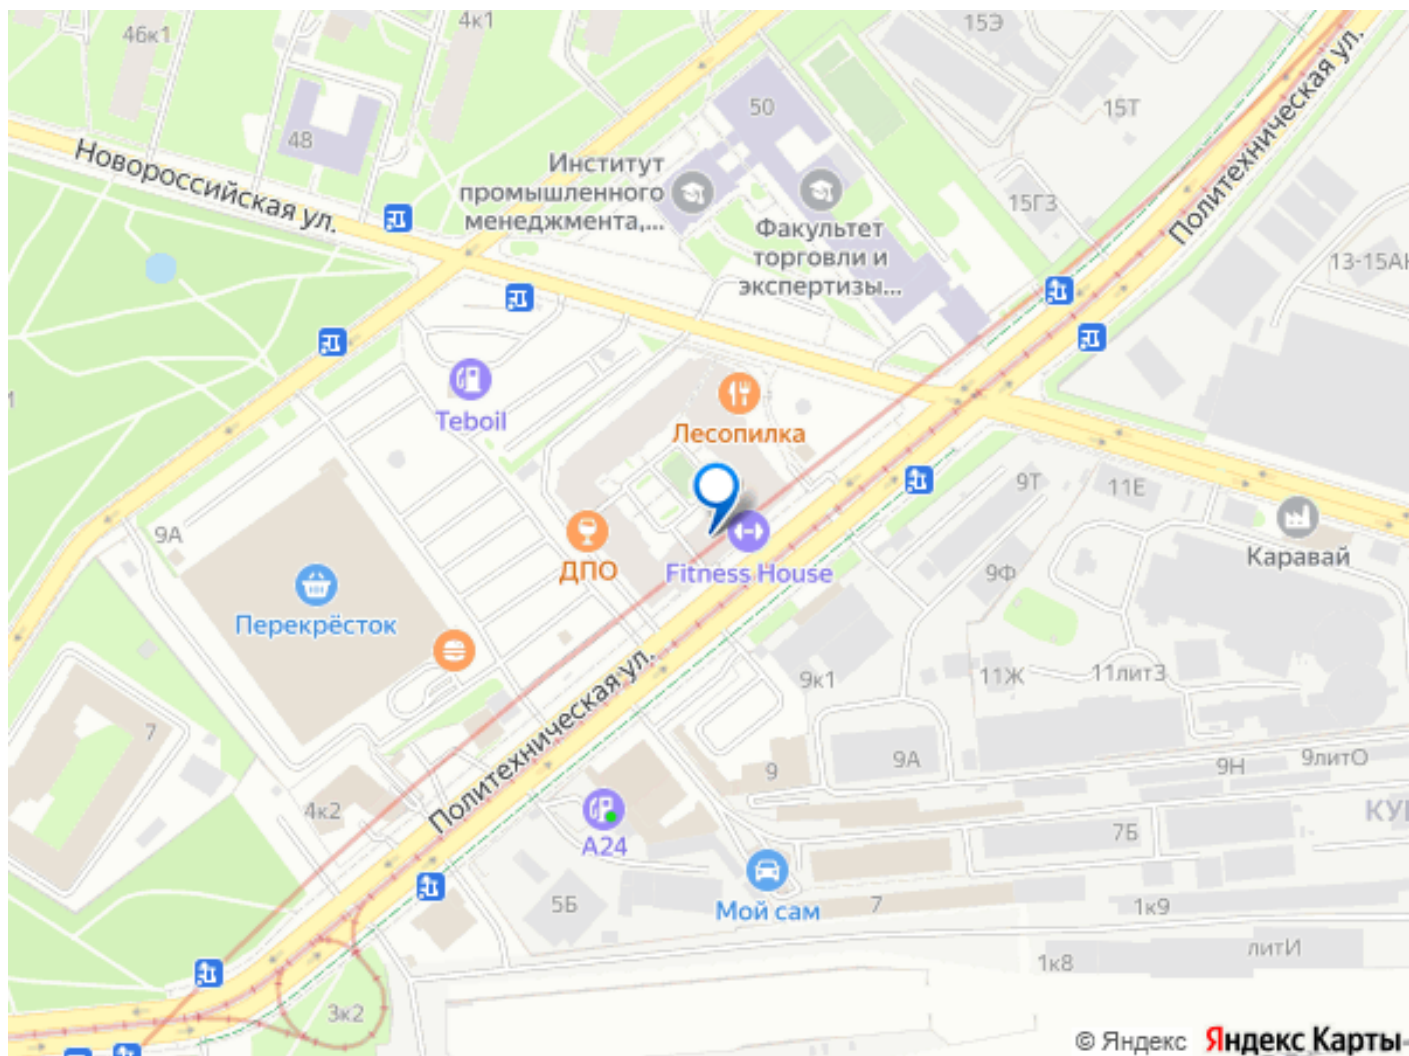 46к1
4к1
15Э
Политехническая ул.
50
15Т
48
Новороссийская ул.
Институт
промышленного
менеджмента,...
15Г3
Факультет
торговли и
экспертизы...
Teboil
Лесопилка
9Т
11Е
9А
ДПО
Fitness House
Каравай
9Ф
Перекрёсток
Политехническая ул.
9к1
11Ж
11литЗ
7
9
9А
9Н
9литО
4к2
А24
7Б
5Б
Мой сам
7
1к9
1к8
литИ
3к2
© Яндекс Яндекс Карты